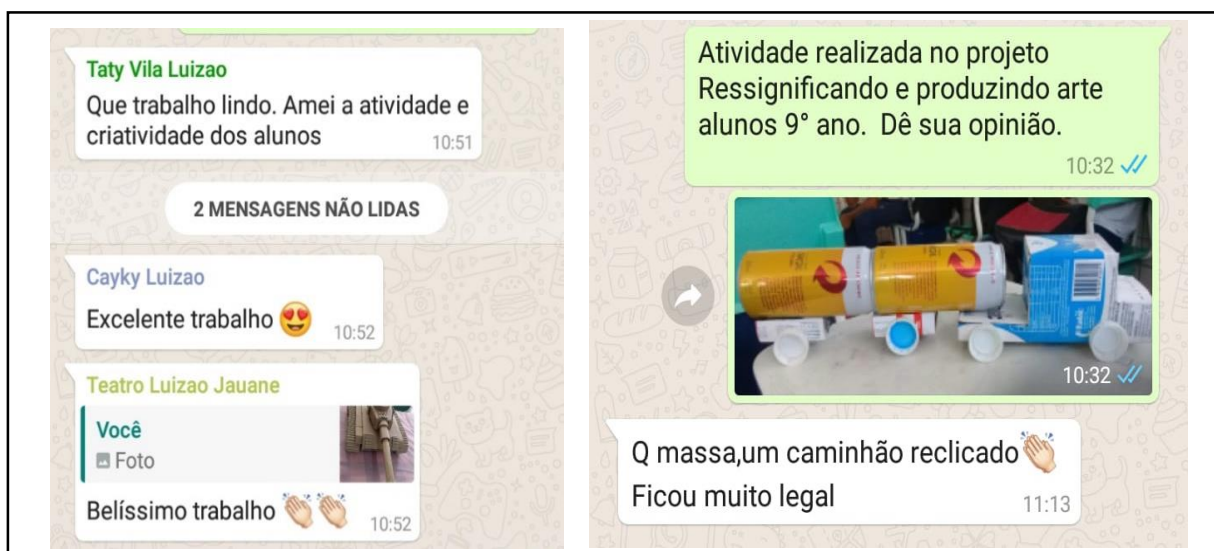 Taty Vila Luizao
Que trabalho lindo. Amei a atividade e
criatividade dos alunos
10:51
2 MENSAGENS NÃO LIDAS
Cayky Luizao
Excelente trabalho 😍
10:52
Teatro Luizao Jauane
Você
Foto
Belíssimo trabalho 👏🏻👏🏻
10:52
Atividade realizada no projeto
Ressignificando e produzindo arte
alunos 9° ano. Dê sua opinião.
10:32
10:32
Q massa,um caminhão reclicado👏🏻
Ficou muito legal
11:13